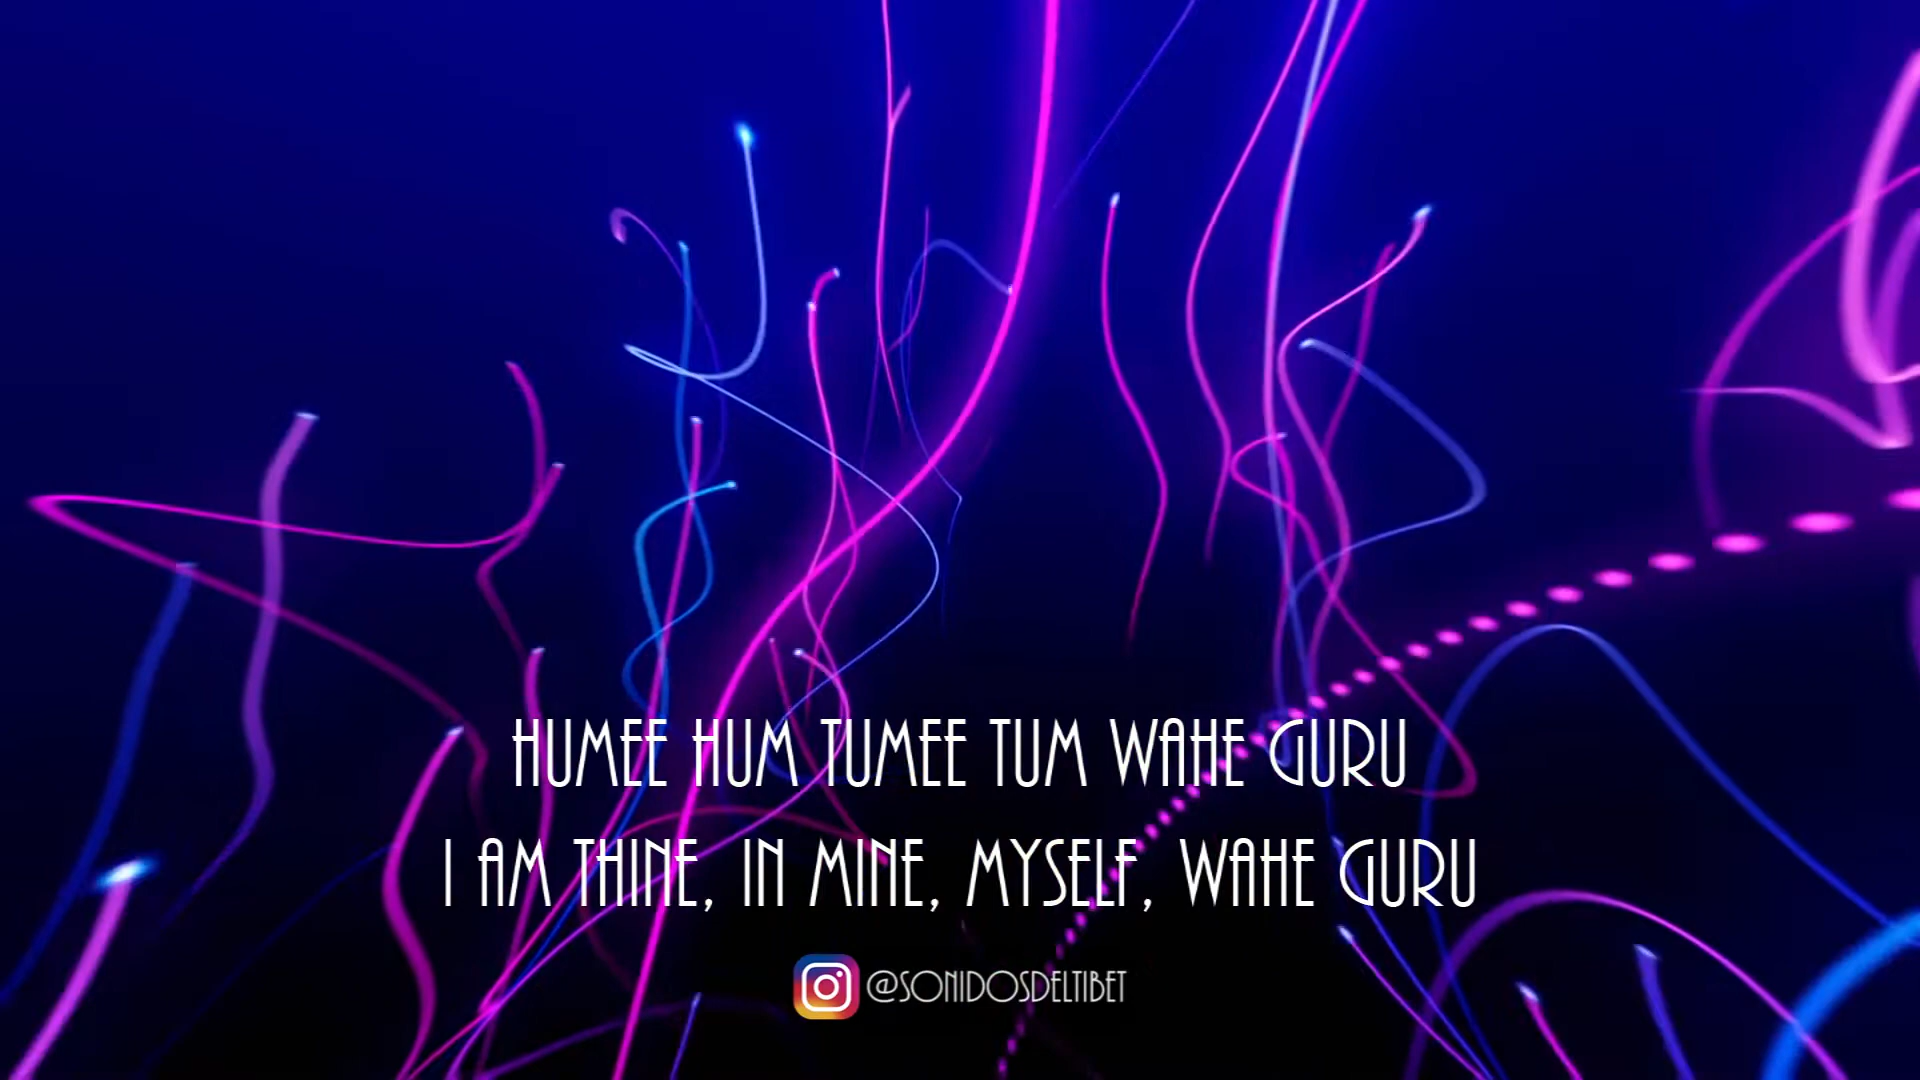 HUMEE HUM TUMEE TUM WAHE GURU
I AM THINE, IN MINE, MYSELF, WAHE GURU
@SONIDOSDELTIBET